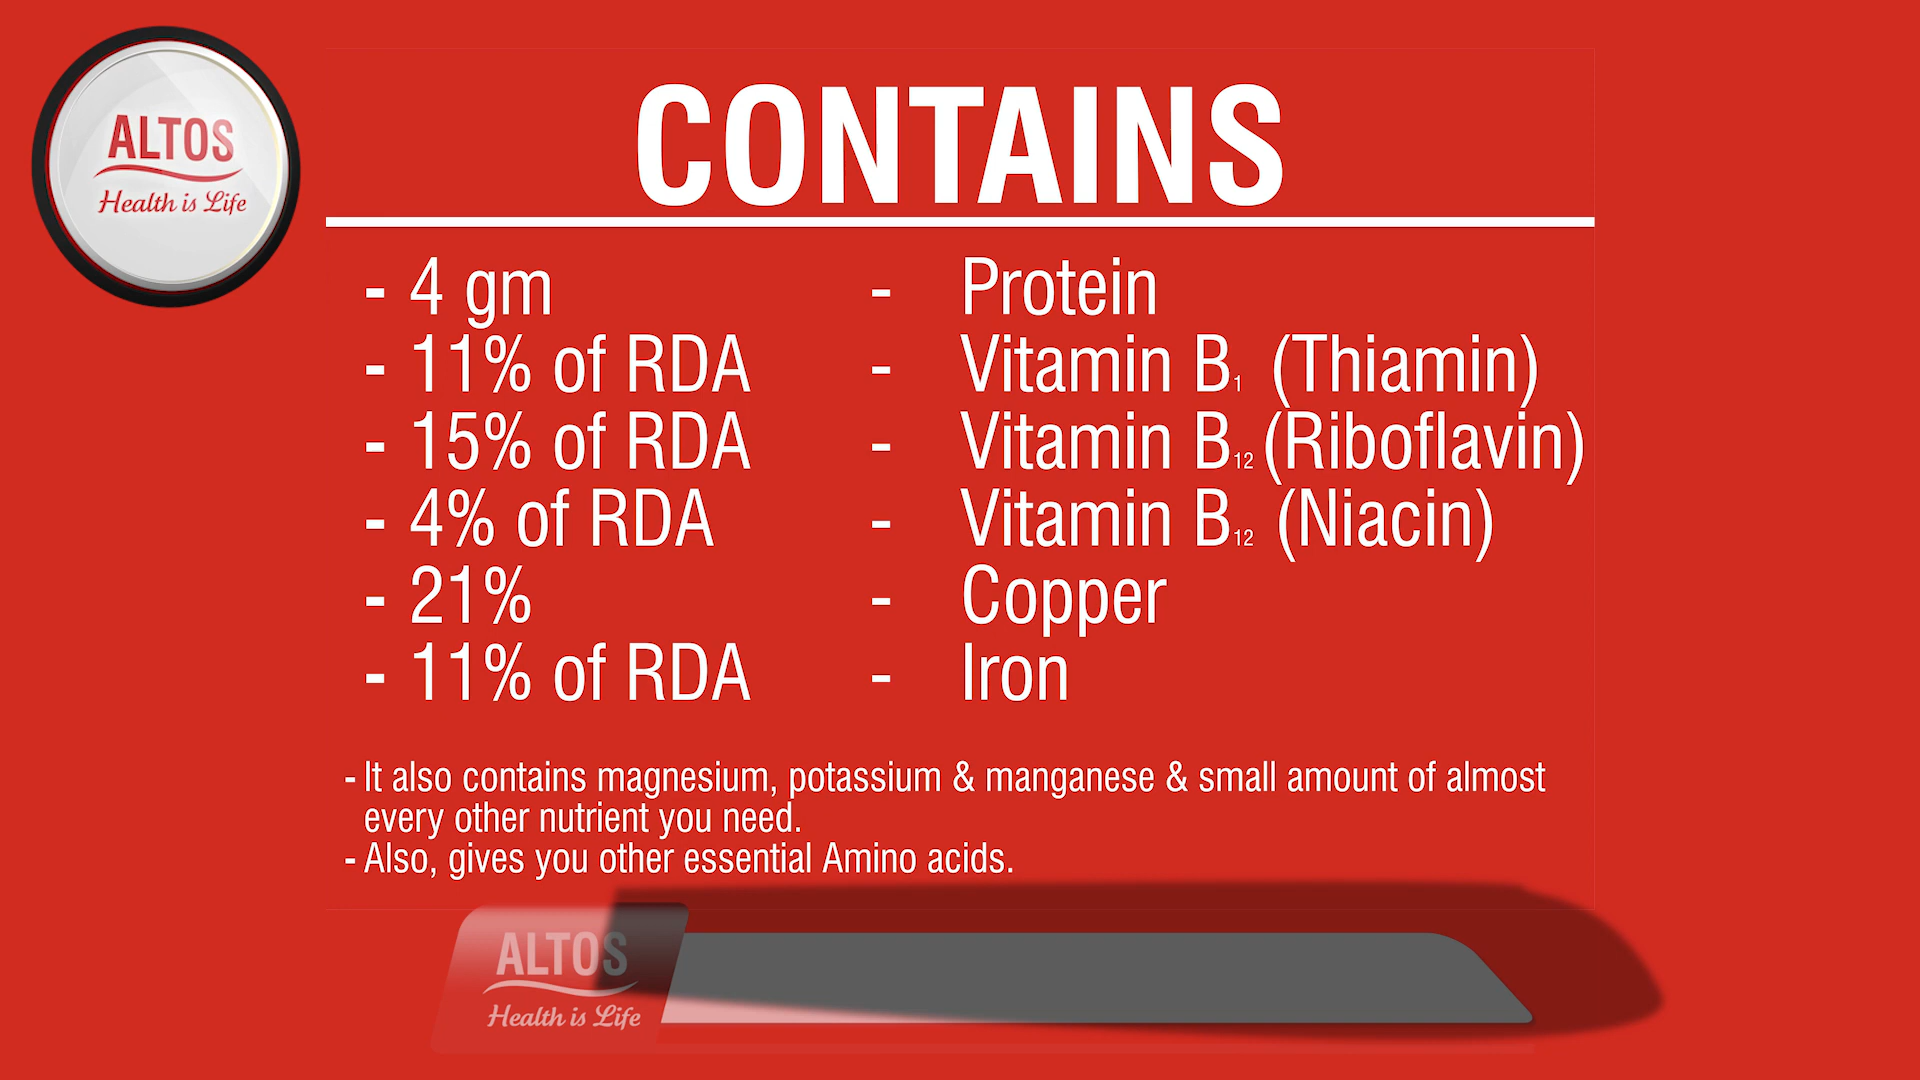 ALTOS
Health is Life
CONTAINS
- 4 gm - Protein
- 11% of RDA - Vitamin B₁ (Thiamin)
- 15% of RDA - Vitamin B₁₂ (Riboflavin)
- 4% of RDA - Vitamin B₁₂ (Niacin)
- 21% - Copper
- 11% of RDA - Iron
- It also contains magnesium, potassium & manganese & small amount of almost
every other nutrient you need.
- Also, gives you other essential Amino acids.
ALTOS
Health is Life